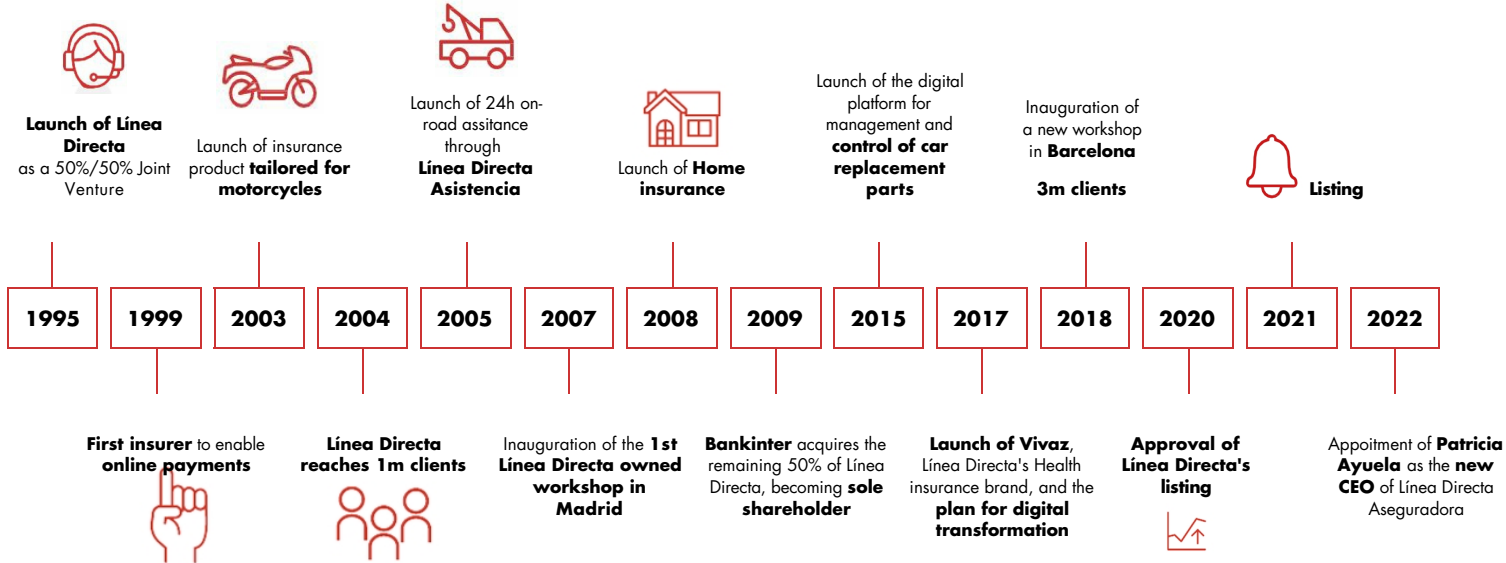 Launch of Línea
Directa
as a 50%/50% Joint
Venture
Launch of insurance
product tailored for
motorcycles
Launch of 24h on-
road assitance
through
Línea Directa
Asistencia
Launch of Home
insurance
Launch of the digital
platform for
management and
control of car
replacement
parts
Inauguration of
a new workshop
in Barcelona
3m clients
Listing
1995
1999
2003
2004
2005
2007
2008
2009
2015
2017
2018
2020
2021
2022
First insurer to enable
online payments
Línea Directa
reaches 1m clients
Inauguration of the 1st
Línea Directa owned
workshop in
Madrid
Bankinter acquires the
remaining 50% of Línea
Directa, becoming sole
shareholder
Launch of Vivaz,
Línea Directa's Health
insurance brand, and the
plan for digital
transformation
Approval of
Línea Directa's
listing
Appoitment of Patricia
Ayuela as the new
CEO of Línea Directa
Aseguradora